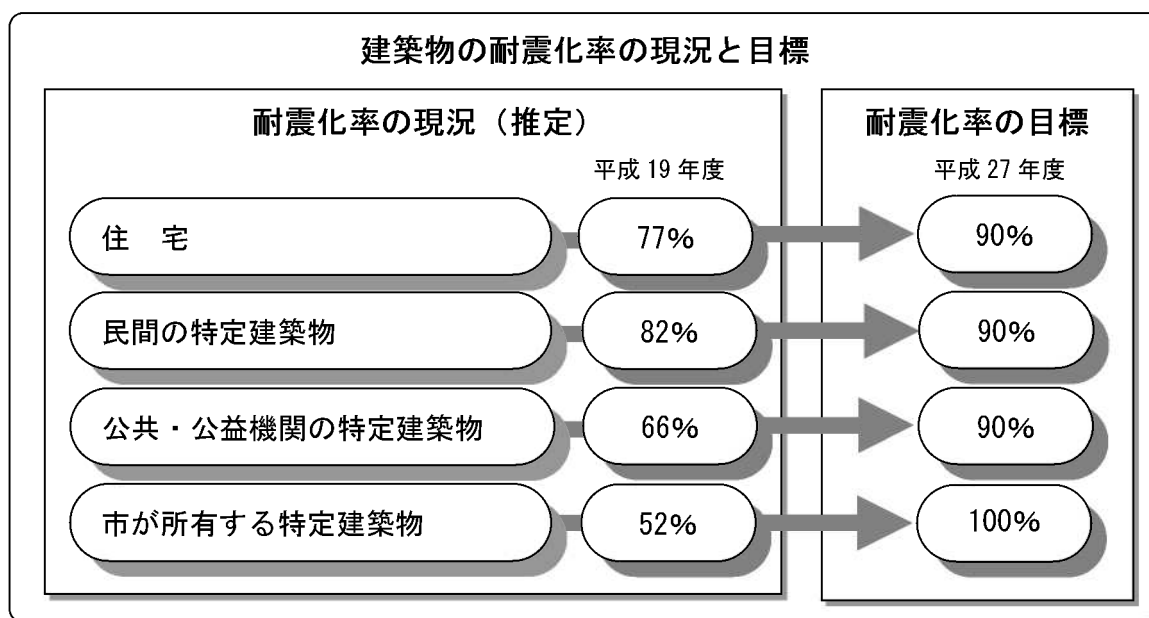 建築物の耐震化率の現況と目標
耐震化率の現況（推定）
平成 19 年度
耐震化率の目標
平成 27 年度
住　宅 77% 90%
民間の特定建築物 82% 90%
公共・公益機関の特定建築物 66% 90%
市が所有する特定建築物 52% 100%